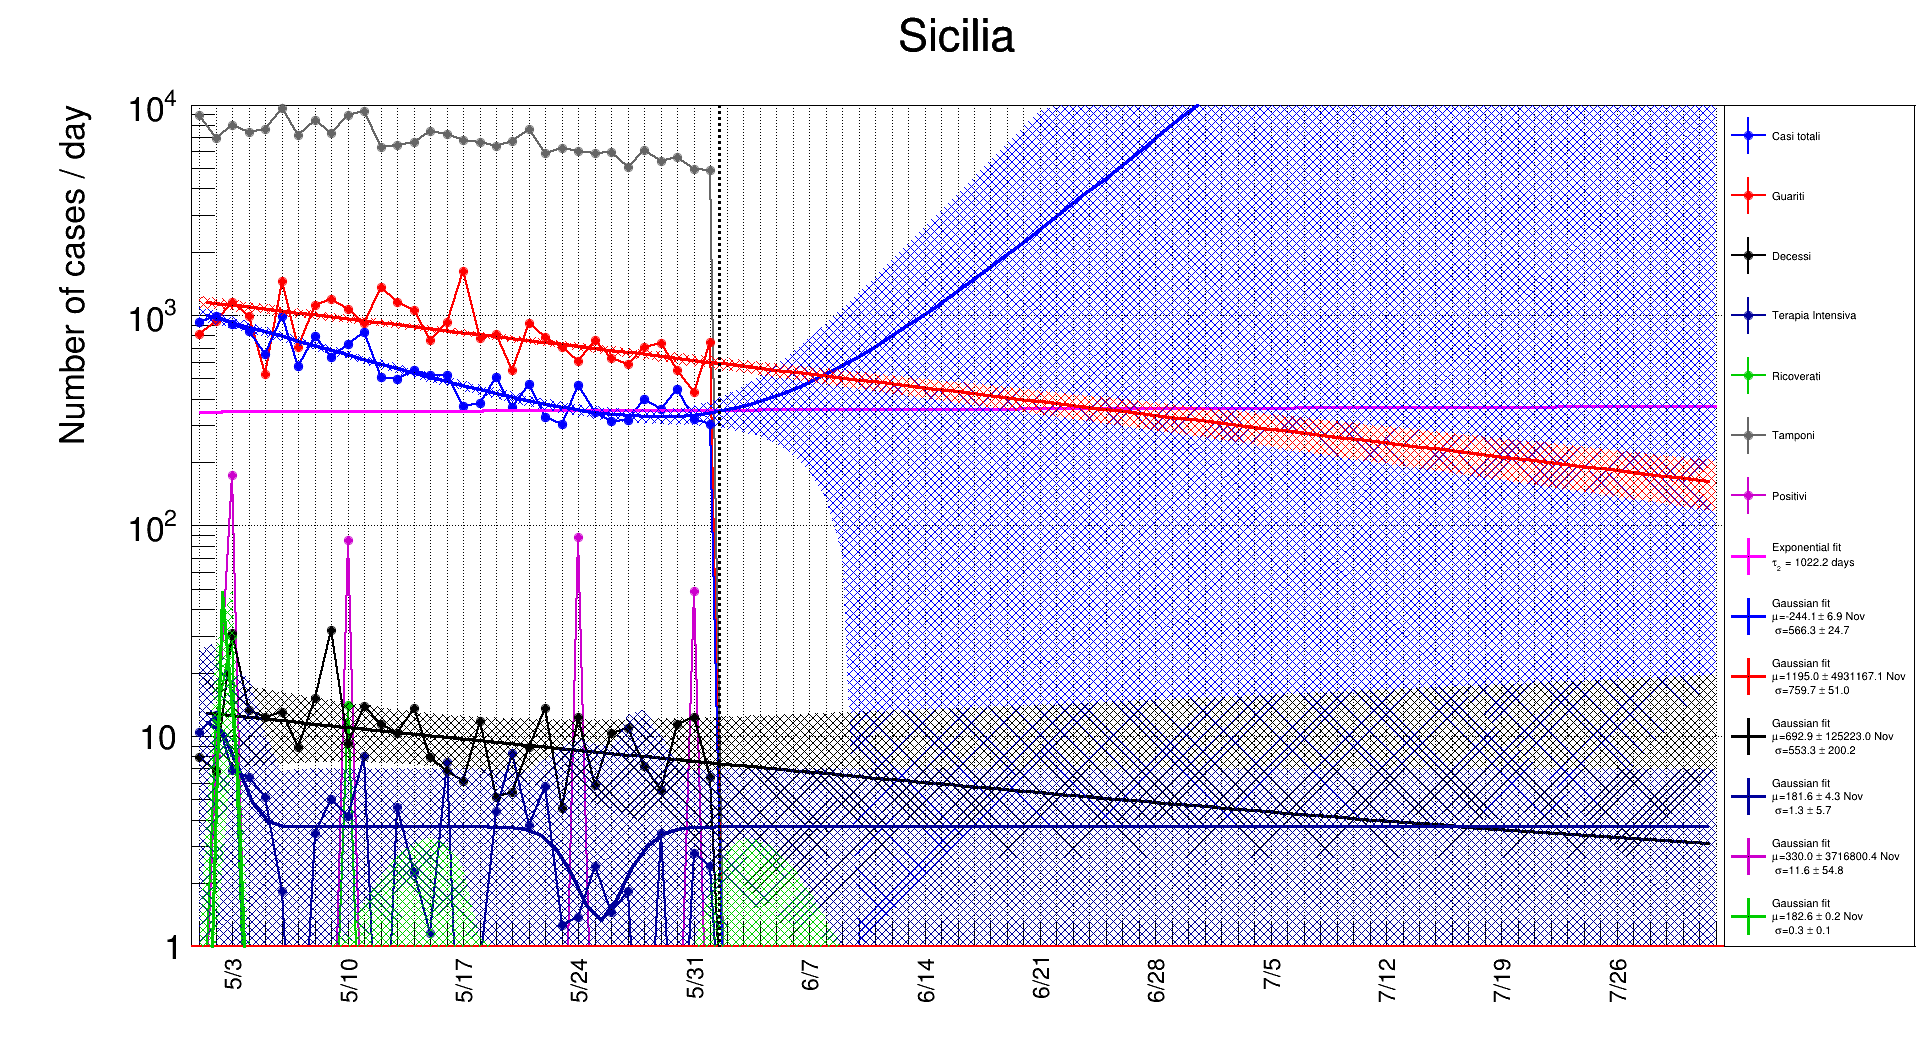 Sicilia
Number of cases / day
10^4
10^3
10^2
10
1
5/3
5/10
5/17
5/24
5/31
6/7
6/14
6/21
6/28
7/5
7/12
7/19
7/26
Casi totali
Guariti
Decessi
Terapia Intensiva
Ricoverati
Tamponi
Positivi
Exponential fit
τ_2 = 1022.2 days
Gaussian fit
μ=-244.1 ± 6.9 Nov
σ=566.3 ± 24.7
Gaussian fit
μ=1195.0 ± 4931167.1 Nov
σ=759.7 ± 51.0
Gaussian fit
μ=692.9 ± 125223.0 Nov
σ=553.3 ± 200.2
Gaussian fit
μ=181.6 ± 4.3 Nov
σ=1.3 ± 5.7
Gaussian fit
μ=330.0 ± 3716800.4 Nov
σ=11.6 ± 54.8
Gaussian fit
μ=182.6 ± 0.2 Nov
σ=0.3 ± 0.1